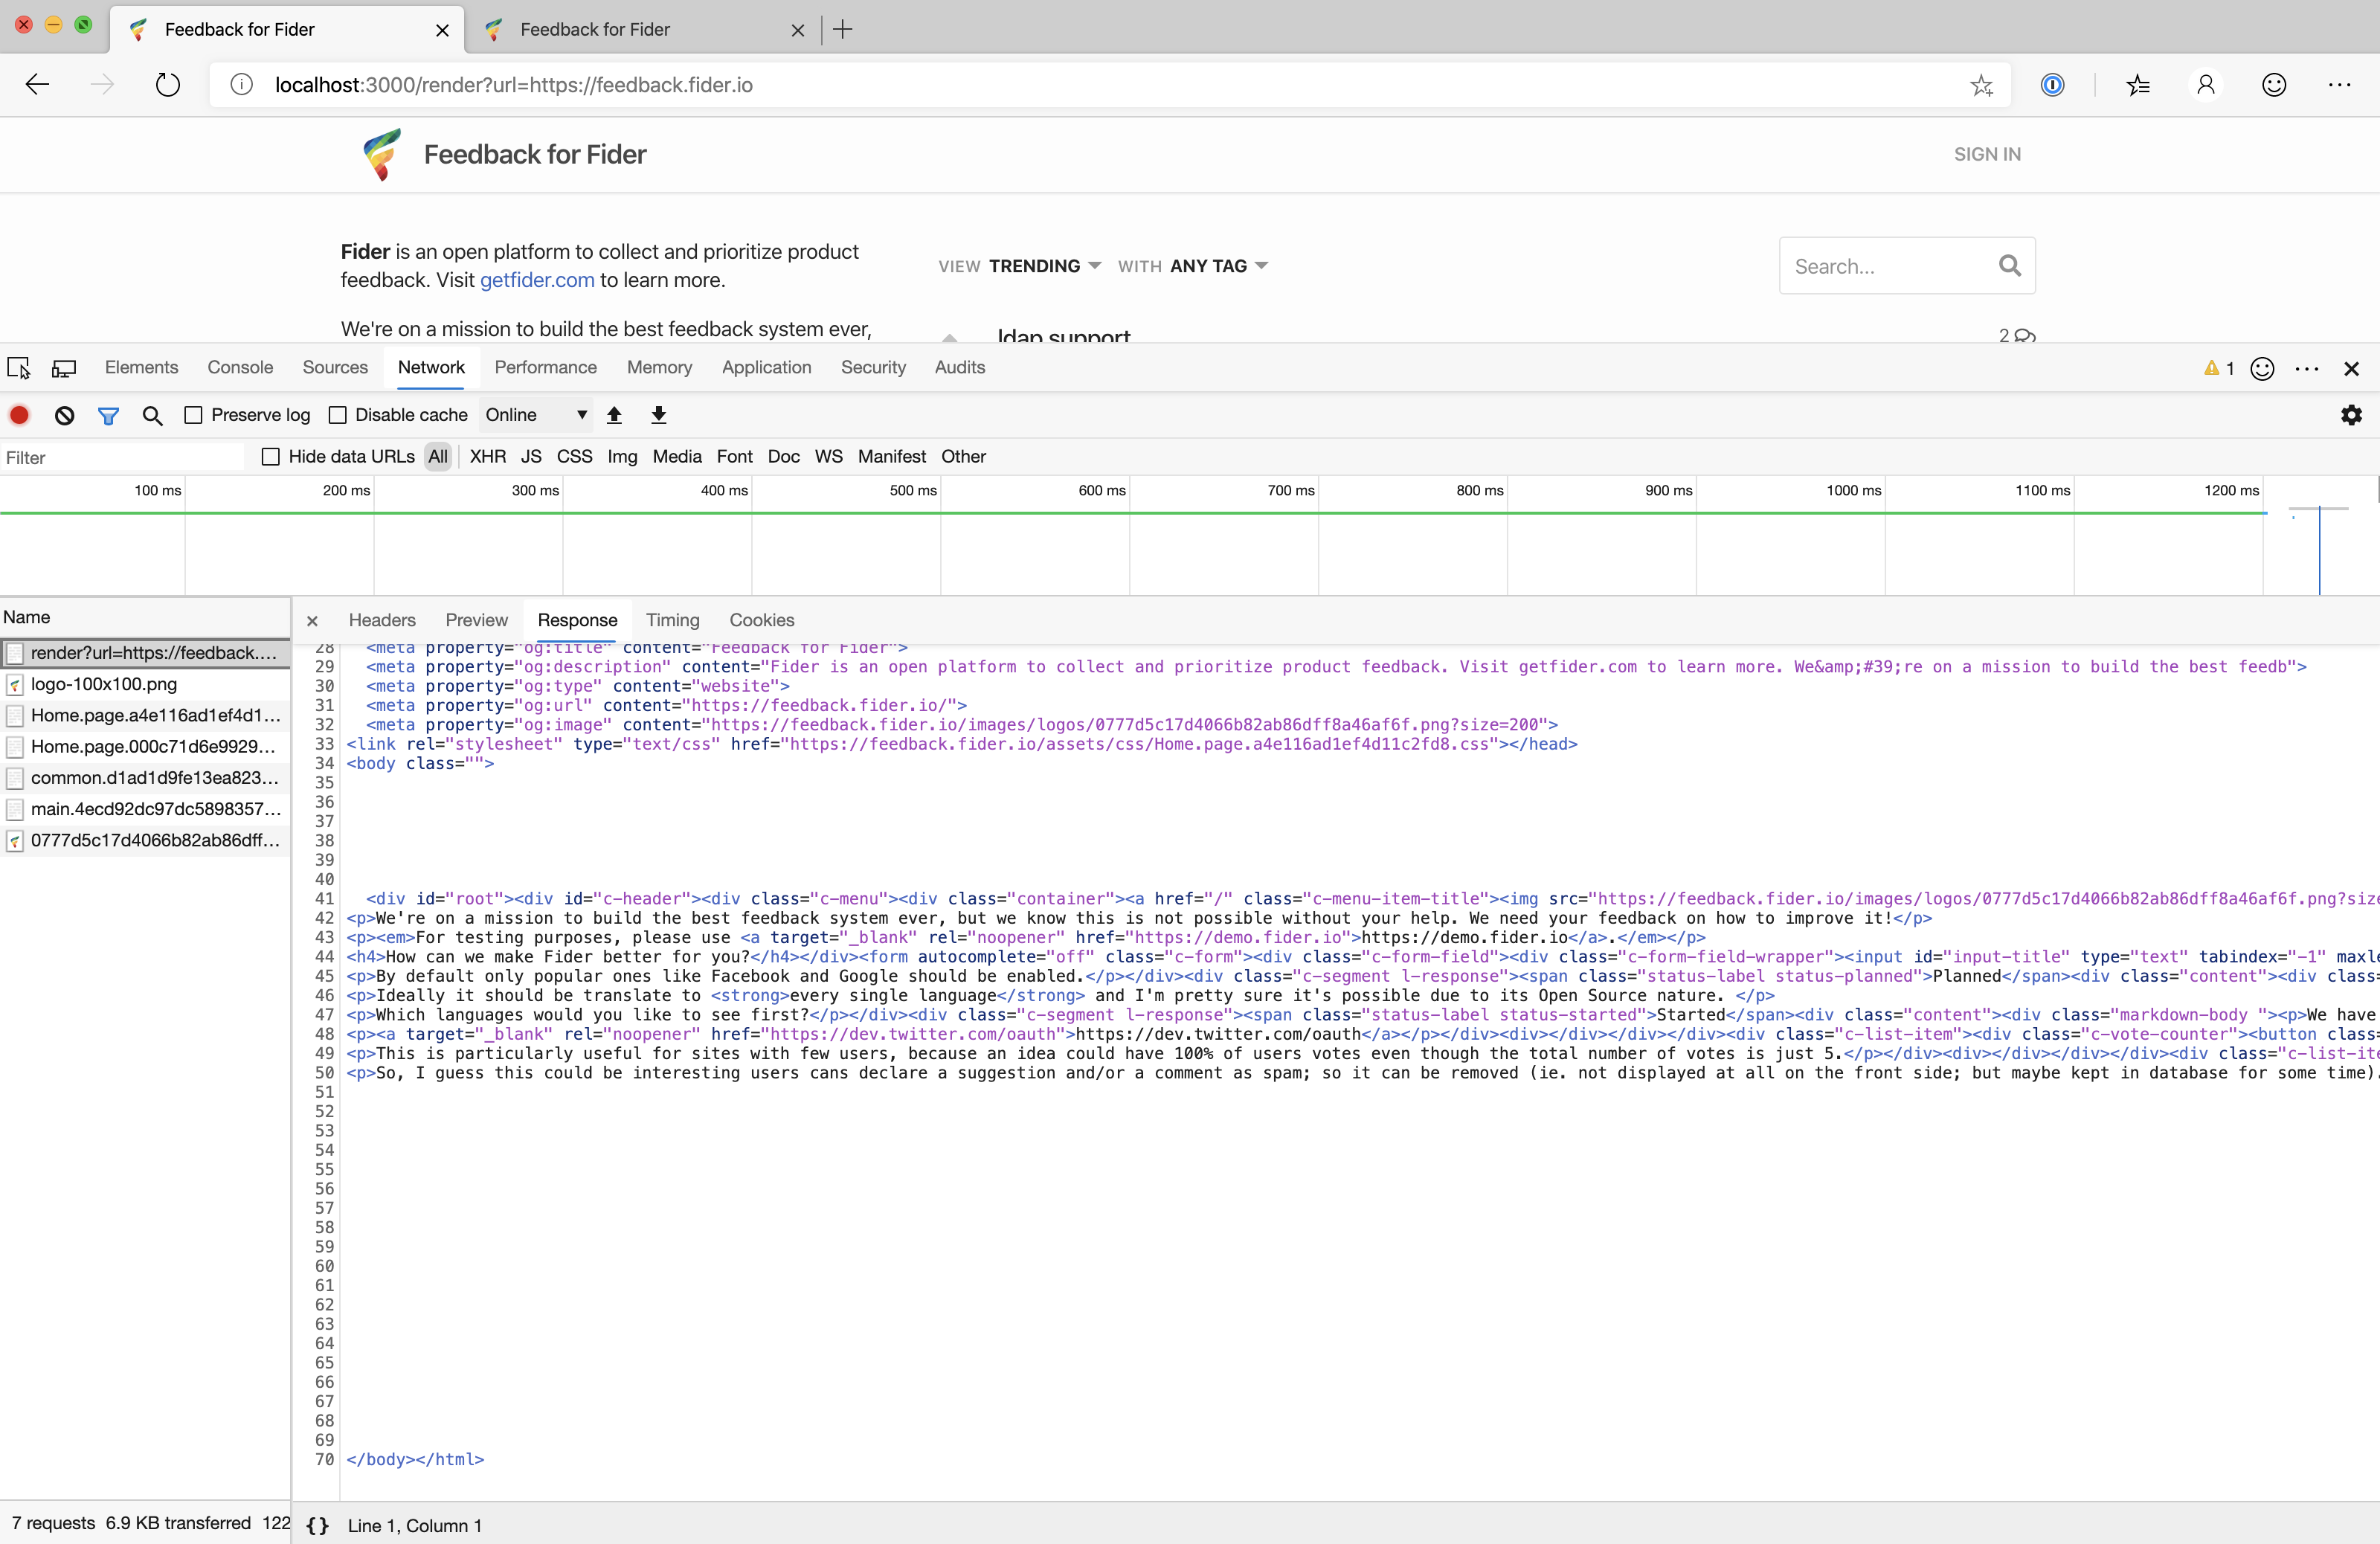 Feedback for Fider
Feedback for Fider
localhost:3000/render?url=https://feedback.fider.io
Feedback for Fider
SIGN IN
Fider is an open platform to collect and prioritize product
feedback. Visit getfider.com to learn more.
We're on a mission to build the best feedback system ever,
VIEW TRENDING WITH ANY TAG
Search...
ldap support
2
Elements Console Sources Network Performance Memory Application Security Audits
1
Preserve log Disable cache Online
Filter Hide data URLs All XHR JS CSS Img Media Font Doc WS Manifest Other
100 ms 200 ms 300 ms 400 ms 500 ms 600 ms 700 ms 800 ms 900 ms 1000 ms 1100 ms 1200 ms
Name
render?url=https://feedback....
logo-100x100.png
Home.page.a4e116ad1ef4d1...
Home.page.000c71d6e9929...
common.d1ad1d9fe13ea823...
main.4ecd92dc97dc5898357...
0777d5c17d4066b82ab86dff...
Headers Preview Response Timing Cookies
28 <meta property="og:title" content="Feedback for Fider">
29 <meta property="og:description" content="Fider is an open platform to collect and prioritize product feedback. Visit getfider.com to learn more. We&amp;#39;re on a mission to build the best feedb">
30 <meta property="og:type" content="website">
31 <meta property="og:url" content="https://feedback.fider.io/">
32 <meta property="og:image" content="https://feedback.fider.io/images/logos/0777d5c17d4066b82ab86dff8a46af6f.png?size=200">
33 <link rel="stylesheet" type="text/css" href="https://feedback.fider.io/assets/css/Home.page.a4e116ad1ef4d11c2fd8.css"></head>
34 <body class="">
35
36
37
38
39
40
41 <div id="root"><div id="c-header"><div class="c-menu"><div class="container"><a href="/" class="c-menu-item-title"><img src="https://feedback.fider.io/images/logos/0777d5c17d4066b82ab86dff8a46af6f.png?size
42 <p>We're on a mission to build the best feedback system ever, but we know this is not possible without your help. We need your feedback on how to improve it!</p>
43 <p><em>For testing purposes, please use <a target="_blank" rel="noopener" href="https://demo.fider.io">https://demo.fider.io</a>.</em></p>
44 <h4>How can we make Fider better for you?</h4></div><form autocomplete="off" class="c-form"><div class="c-form-field"><div class="c-form-field-wrapper"><input id="input-title" type="text" tabindex="-1" maxle
45 <p>By default only popular ones like Facebook and Google should be enabled.</p></div><div class="c-segment l-response"><span class="status-label status-planned">Planned</span><div class="content"><div clas
46 <p>Ideally it should be translate to <strong>every single language</strong> and I'm pretty sure it's possible due to its Open Source nature. </p>
47 <p>Which languages would you like to see first?</p></div><div class="c-segment l-response"><span class="status-label status-started">Started</span><div class="content"><div class="markdown-body "><p>We have
48 <p><a target="_blank" rel="noopener" href="https://dev.twitter.com/oauth">https://dev.twitter.com/oauth</a></p></div><div></div></div></div><div class="c-list-item"><div class="c-vote-counter"><button clas
49 <p>This is particularly useful for sites with few users, because an idea could have 100% of users votes even though the total number of votes is just 5.</p></div><div></div></div></div><div class="c-list-ite
50 <p>So, I guess this could be interesting users cans declare a suggestion and/or a comment as spam; so it can be removed (ie. not displayed at all on the front side; but maybe kept in database for some time).
51
52
53
54
55
56
57
58
59
60
61
62
63
64
65
66
67
68
69
70 </body></html>
7 requests 6.9 KB transferred 122
{} Line 1, Column 1